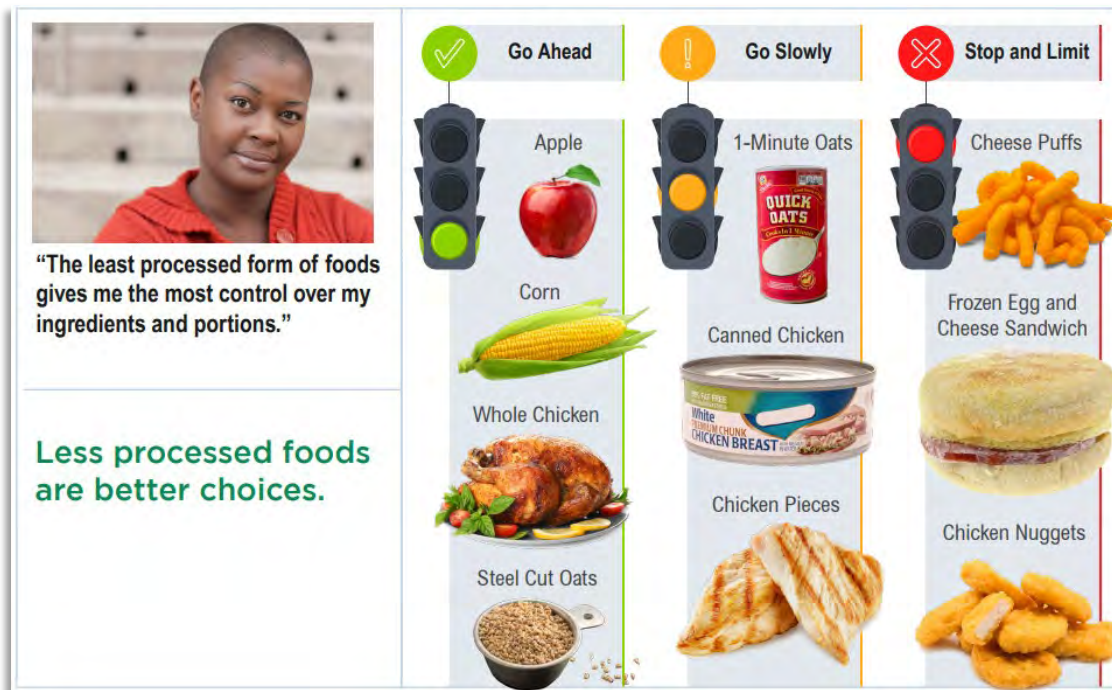 “The least processed form of foods
gives me the most control over my
ingredients and portions.”
Less processed foods
are better choices.
Go Ahead
Apple
Corn
Whole Chicken
Steel Cut Oats
Go Slowly
1-Minute Oats
QUICK
OATS
Canned Chicken
White
PREMIUM CHUNK
CHICKEN BREAST
Chicken Pieces
Stop and Limit
Cheese Puffs
Frozen Egg and
Cheese Sandwich
Chicken Nuggets